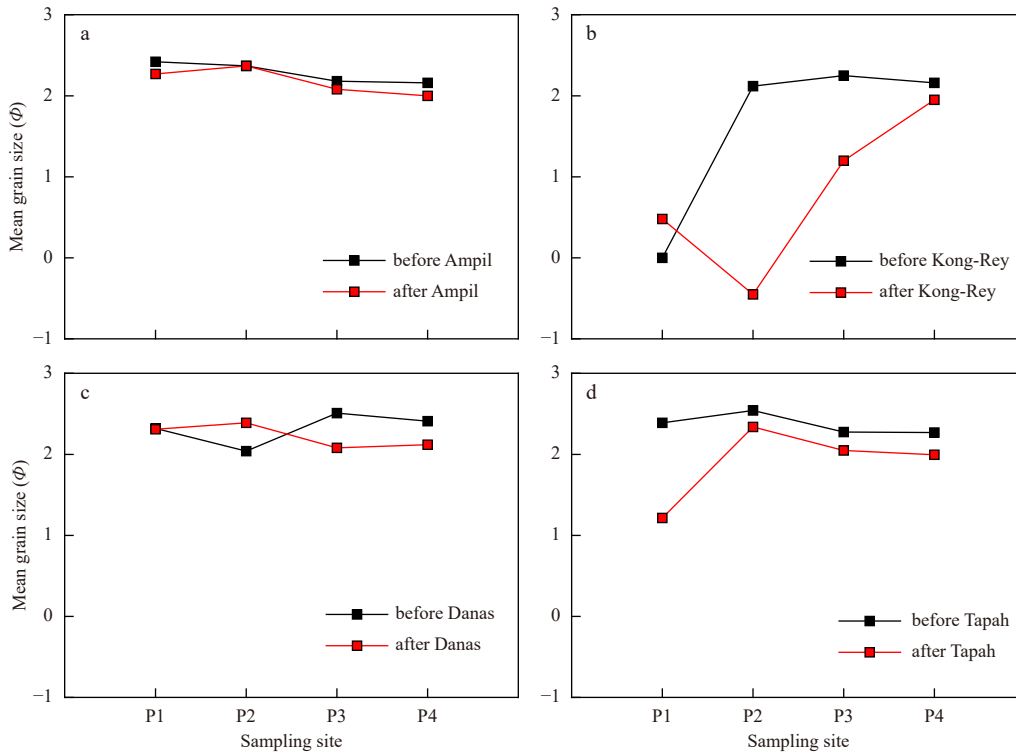 3
2
1
0
−1
Mean grain size (Φ)
a
before Ampil
after Ampil
3
2
1
0
−1
b
before Kong-Rey
after Kong-Rey
3
2
1
0
−1
Mean grain size (Φ)
c
before Danas
after Danas
P1 P2 P3 P4
Sampling site
3
2
1
0
−1
d
before Tapah
after Tapah
P1 P2 P3 P4
Sampling site